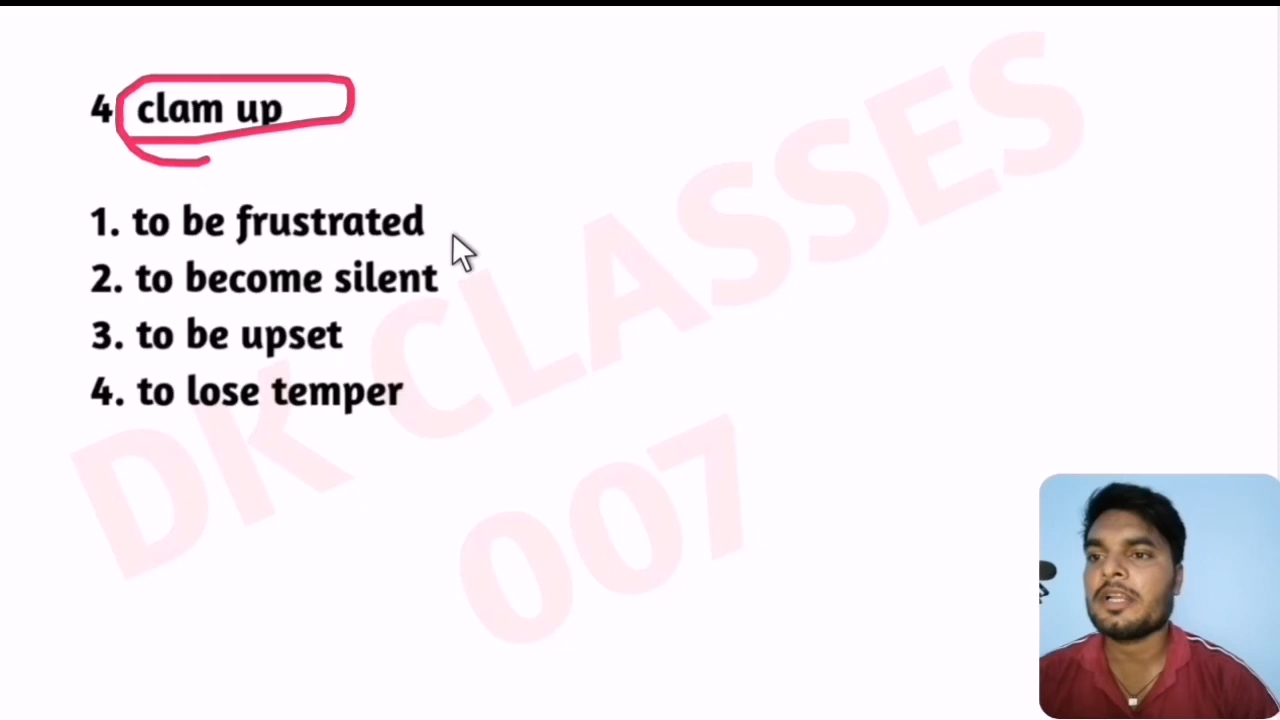 4 clam up
1. to be frustrated
2. to become silent
3. to be upset
4. to lose temper
DK CLASSES
007